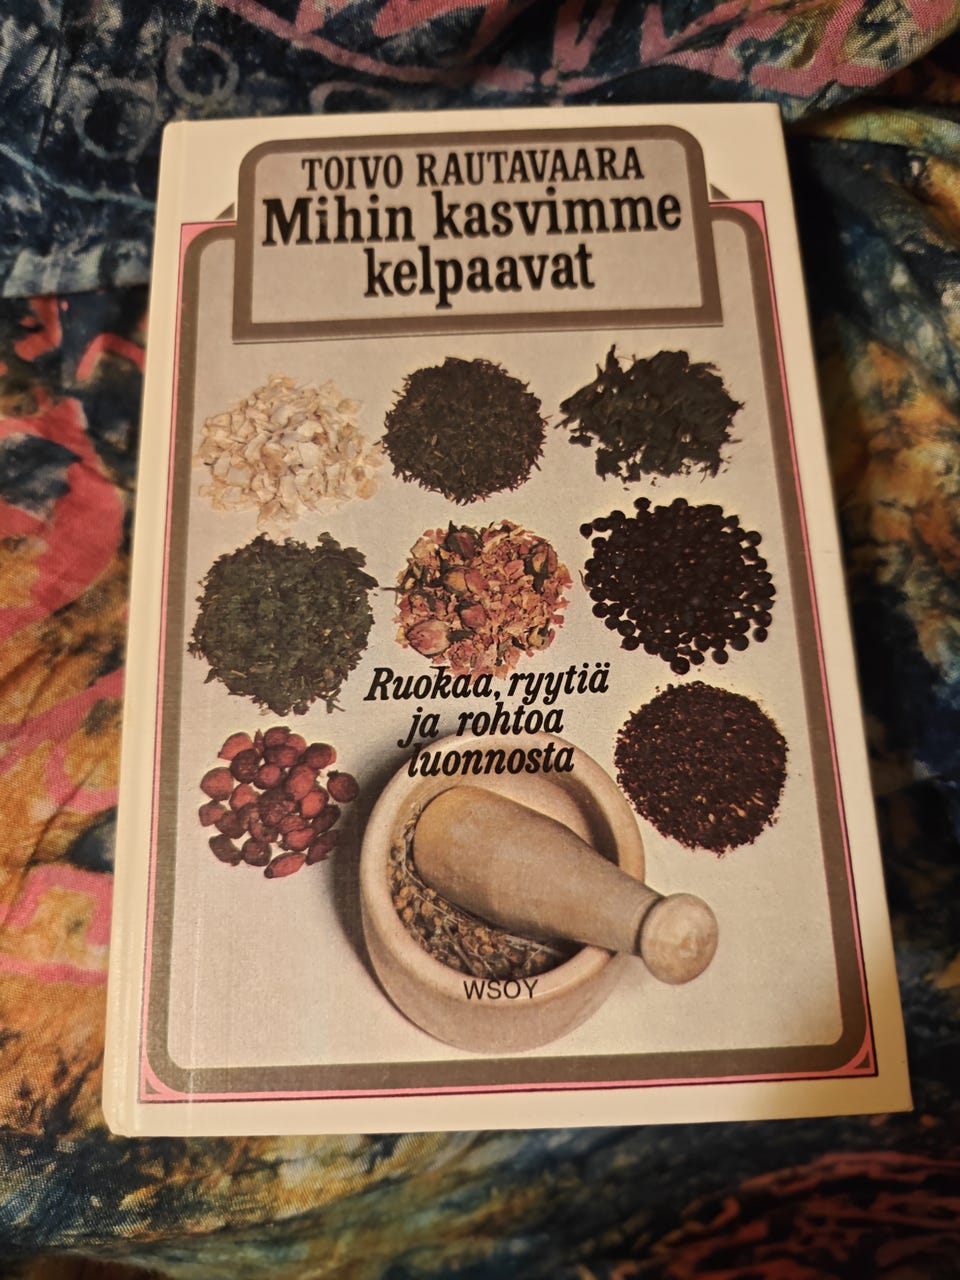 TOIVO RAUTAVAARA
Mihin kasvimme
kelpaavat
Ruokaa, ryytiä
ja rohtoa
luonnosta
WSOY